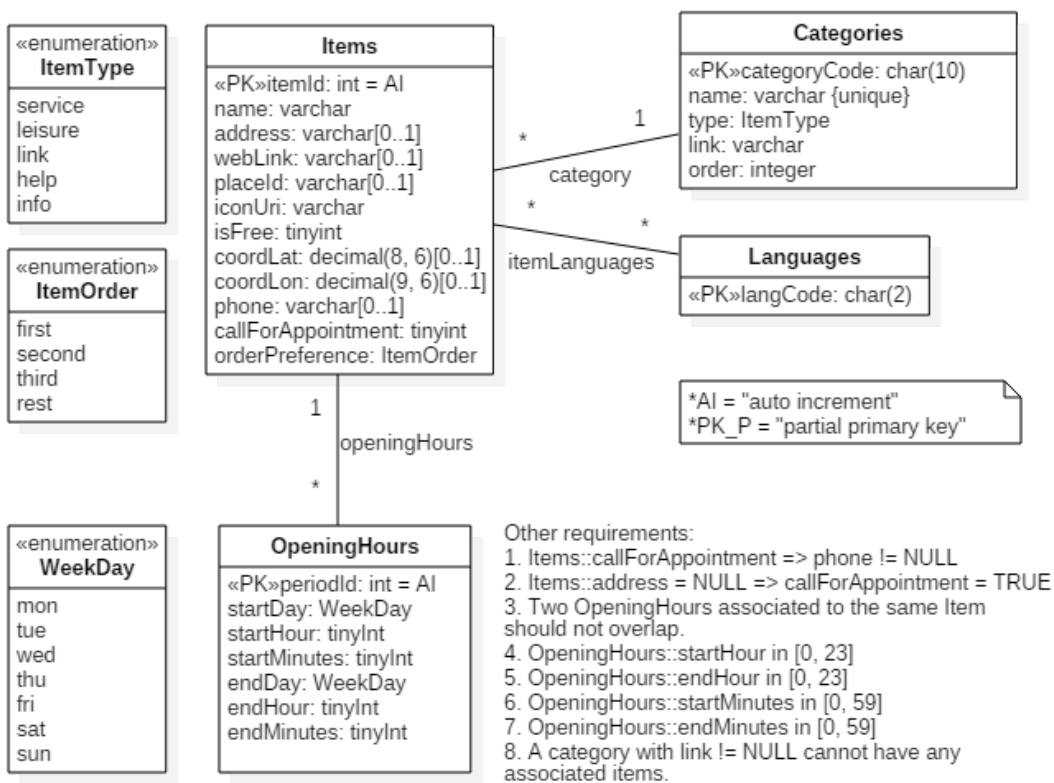 «enumeration»
ItemType
service
leisure
link
help
info
«enumeration»
ItemOrder
first
second
third
rest
Items
«PK»itemId: int = AI
name: varchar
address: varchar[0..1]
webLink: varchar[0..1]
placeId: varchar[0..1]
iconUri: varchar
isFree: tinyint
coordLat: decimal(8, 6)[0..1]
coordLon: decimal(9, 6)[0..1]
phone: varchar[0..1]
callForAppointment: tinyint
orderPreference: ItemOrder
*
1
category
Categories
«PK»categoryCode: char(10)
name: varchar {unique}
type: ItemType
link: varchar
order: integer
*
*
itemLanguages
Languages
«PK»langCode: char(2)
*AI = "auto increment"
*PK_P = "partial primary key"
1
openingHours
*
«enumeration»
WeekDay
mon
tue
wed
thu
fri
sat
sun
OpeningHours
«PK»periodId: int = AI
startDay: WeekDay
startHour: tinyInt
startMinutes: tinyInt
endDay: WeekDay
endHour: tinyInt
endMinutes: tinyInt
Other requirements:
1. Items::callForAppointment => phone != NULL
2. Items::address = NULL => callForAppointment = TRUE
3. Two OpeningHours associated to the same Item
should not overlap.
4. OpeningHours::startHour in [0, 23]
5. OpeningHours::endHour in [0, 23]
6. OpeningHours::startMinutes in [0, 59]
7. OpeningHours::endMinutes in [0, 59]
8. A category with link != NULL cannot have any
associated items.